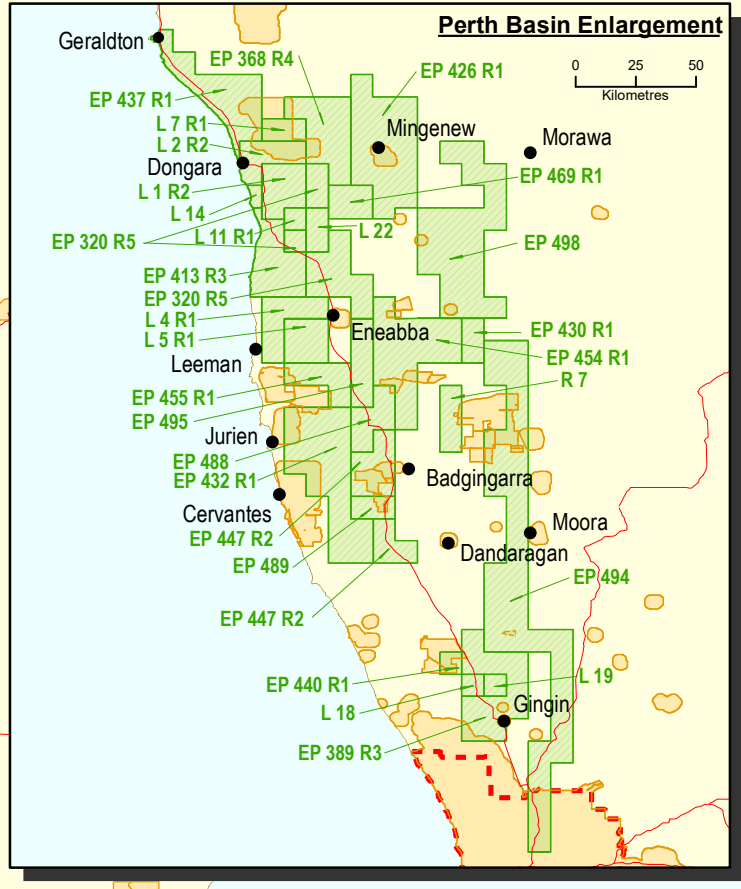 Perth Basin Enlargement
Geraldton
EP 368 R4
EP 426 R1
0 25 50
Kilometres
EP 437 R1
L 7 R1
L 2 R2
Mingenew
Morawa
Dongara
EP 469 R1
L 1 R2
L 14
L 11 R1
L 22
EP 320 R5
EP 498
EP 413 R3
EP 320 R5
L 4 R1
Eneabba
EP 430 R1
L 5 R1
EP 454 R1
Leeman
R 7
EP 455 R1
EP 495
Jurien
EP 488
Badgingarra
EP 432 R1
Cervantes
Moora
EP 447 R2
Dandaragan
EP 489
EP 494
EP 447 R2
EP 440 R1
L 19
L 18
Gingin
EP 389 R3